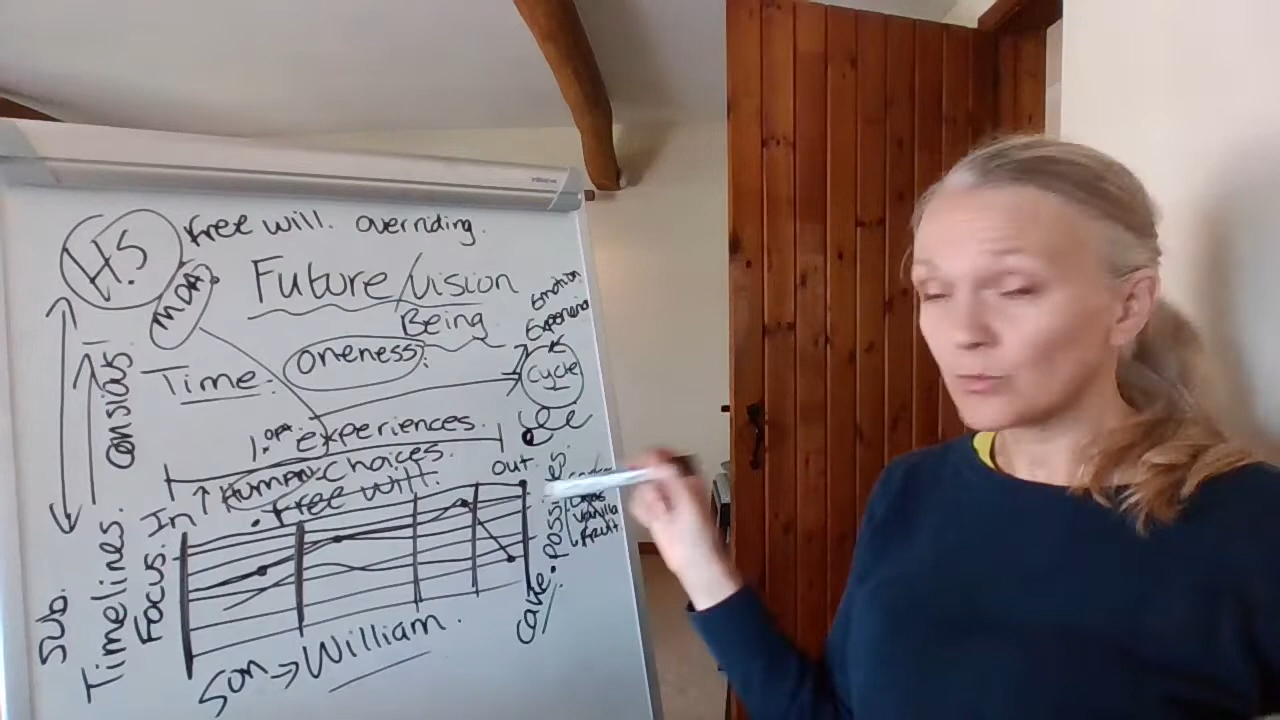 H.S free will. overriding.
MDA.
Future/Vision
Being
Emotion
Experience
oneness.
Time.
Cycle
1. experiences.
Human Choices.
free will.
In
out
Focus.
Timelines.
Sub.
Consious
Vanilla
Fruit
Cake.
Son → William.